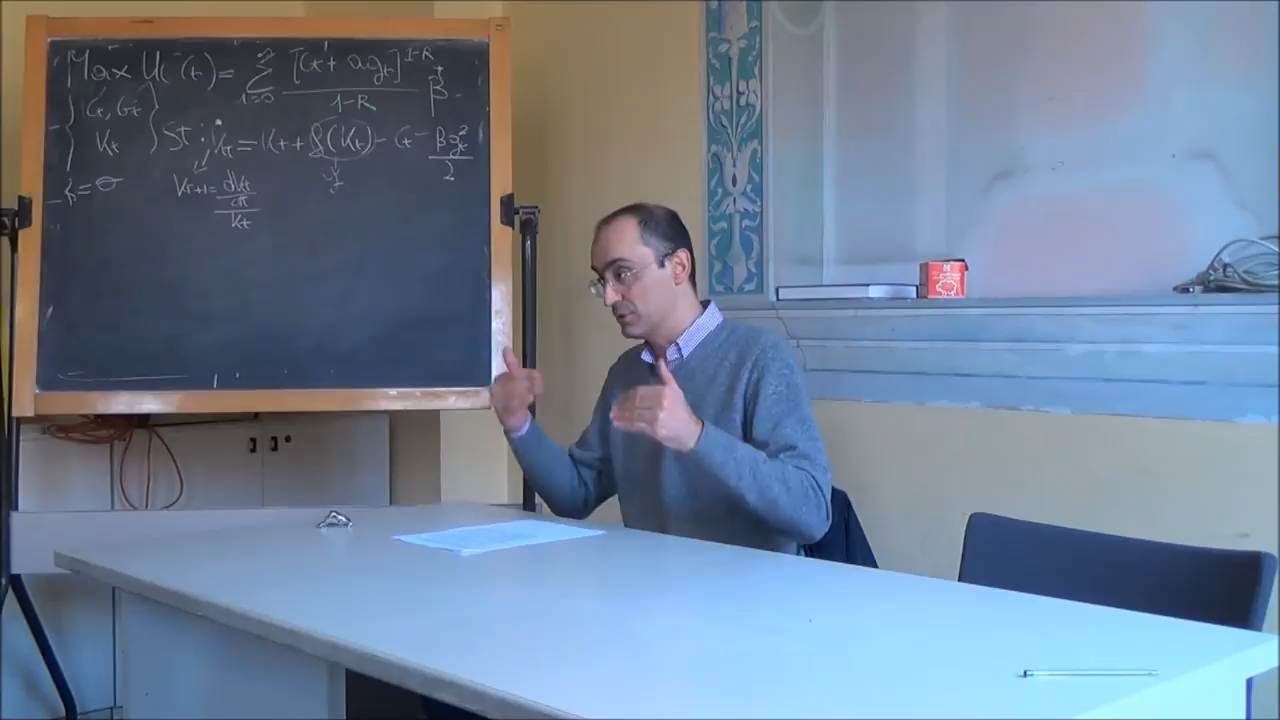 Max U(t) = ∑ t=0 ∞ [Ct + αgt]^1-R / 1-R β^t
{Ct, Gt
Kt} St: Kt = Kt + f(Kt) - Ct - βgt² / 2
δ = 0 Kt+1 = dKt / dt / Kt y